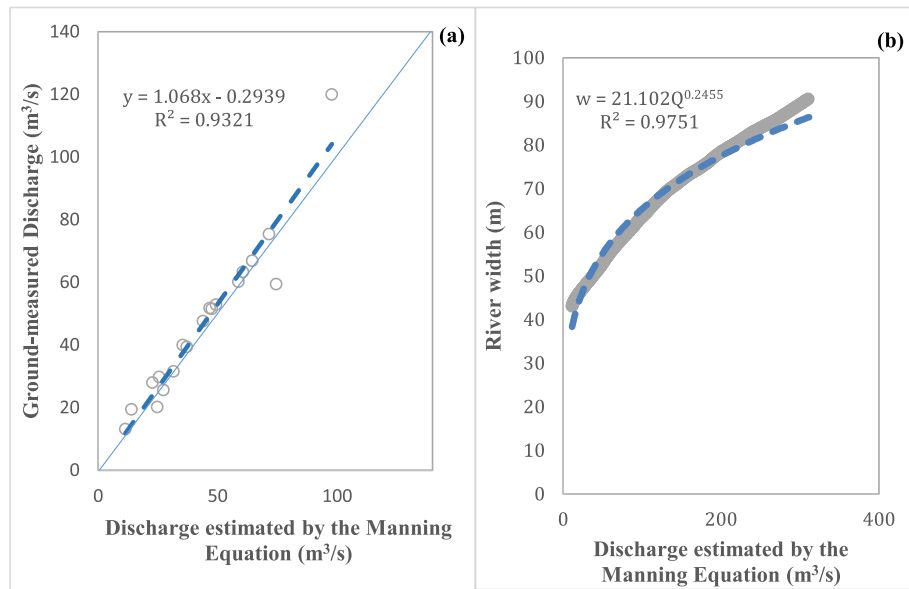 (a)
y = 1.068x - 0.2939
R² = 0.9321
Ground-measured Discharge (m³/s)
140
120
100
80
60
40
20
0
0 50 100
Discharge estimated by the Manning
Equation (m³/s)
(b)
w = 21.102Q^0.2455
R² = 0.9751
River width (m)
100
90
80
70
60
50
40
30
20
10
0
0 200 400
Discharge estimated by the
Manning Equation (m³/s)